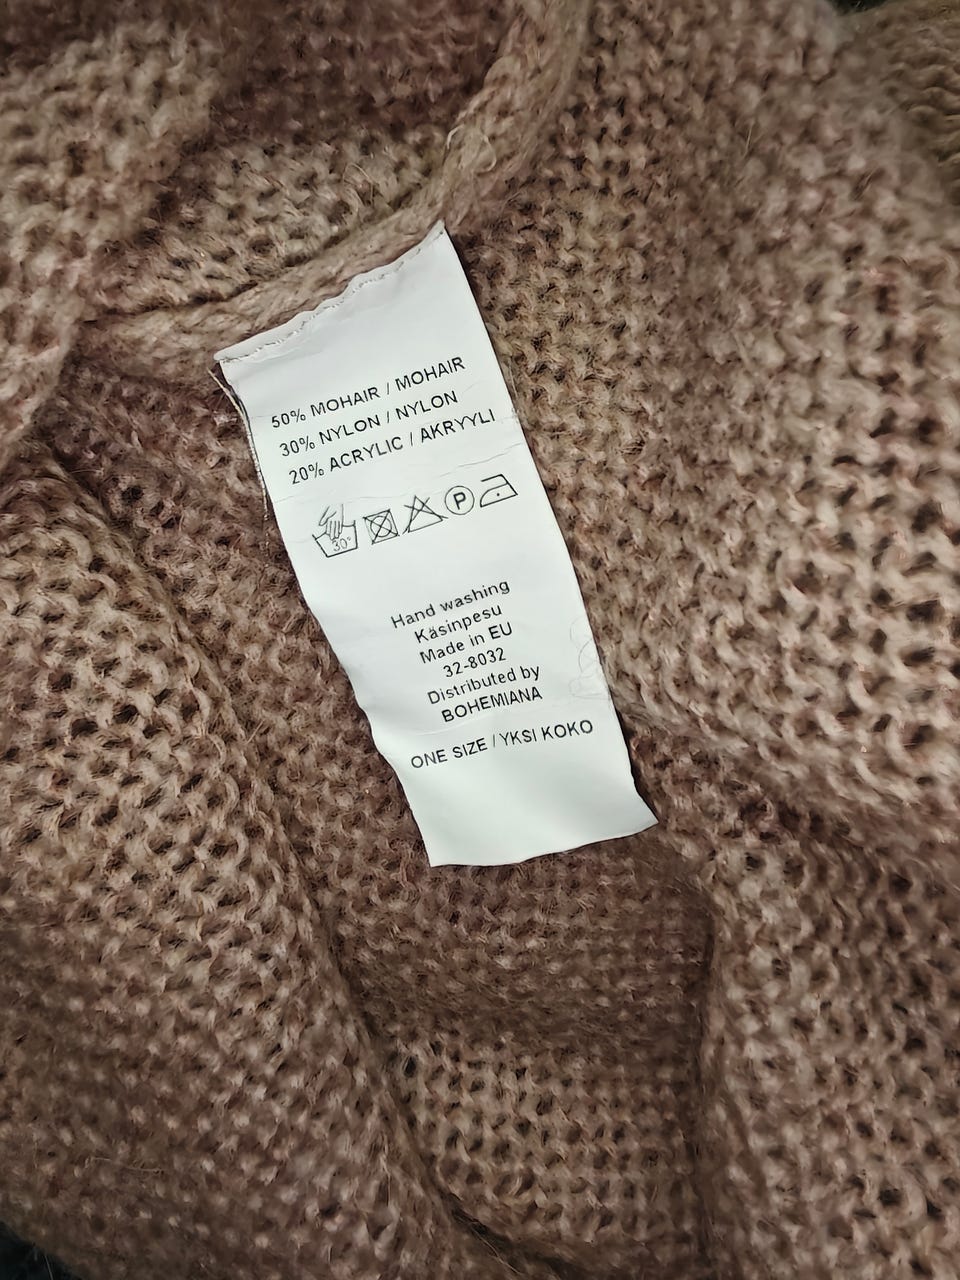 50% MOHAIR / MOHAIR
30% NYLON / NYLON
20% ACRYLIC / AKRYYLI
30° P
Hand washing
Käsinpesu
Made in EU
32-8032
Distributed by
BOHEMIANA
ONE SIZE / YKSI KOKO